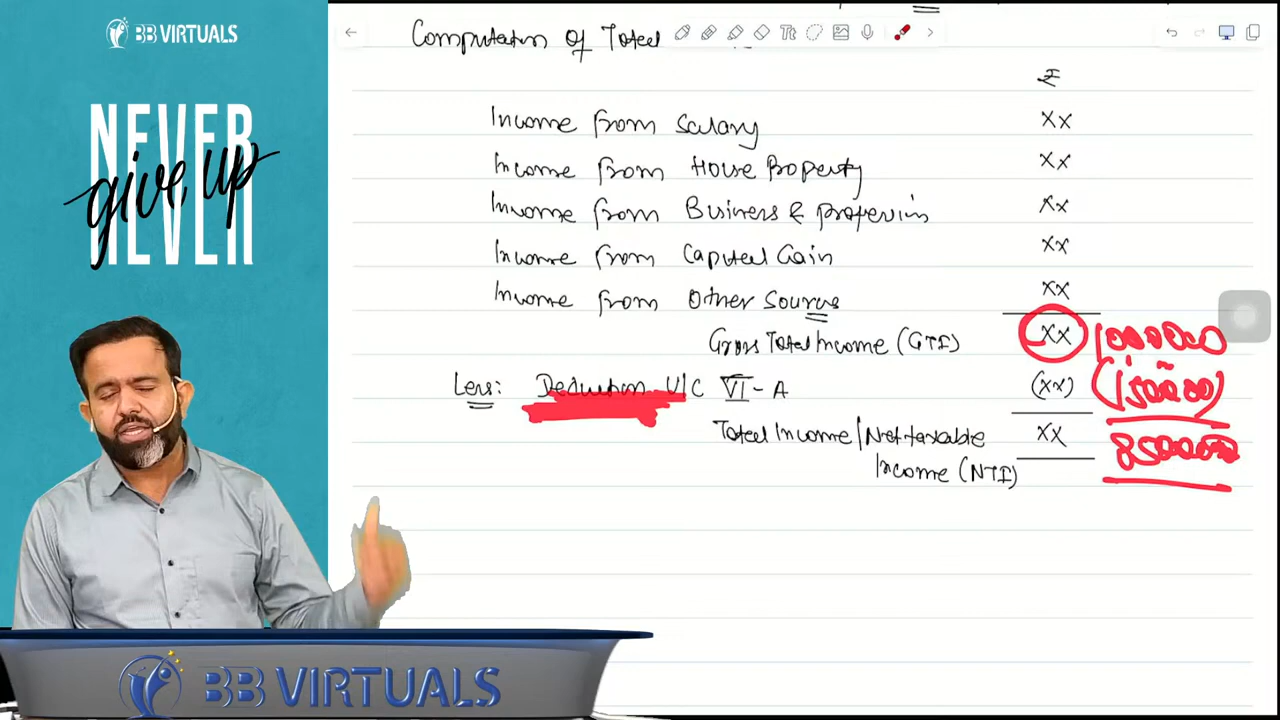 BB VIRTUALS
NEVER
give up
NEVER
Computation of Total
Tt
₹
Income from Salary XX
Income from House Property XX
Income from Business & profession XX
Income from Capital Gain XX
Income from Other Sources XX
Gross Total Income (GTI) XX 1000000
Less: Deduction U/C VI-A (XX) (150000)
Total Income/Net taxable XX 850000
Income (NTI)
BB VIRTUALS